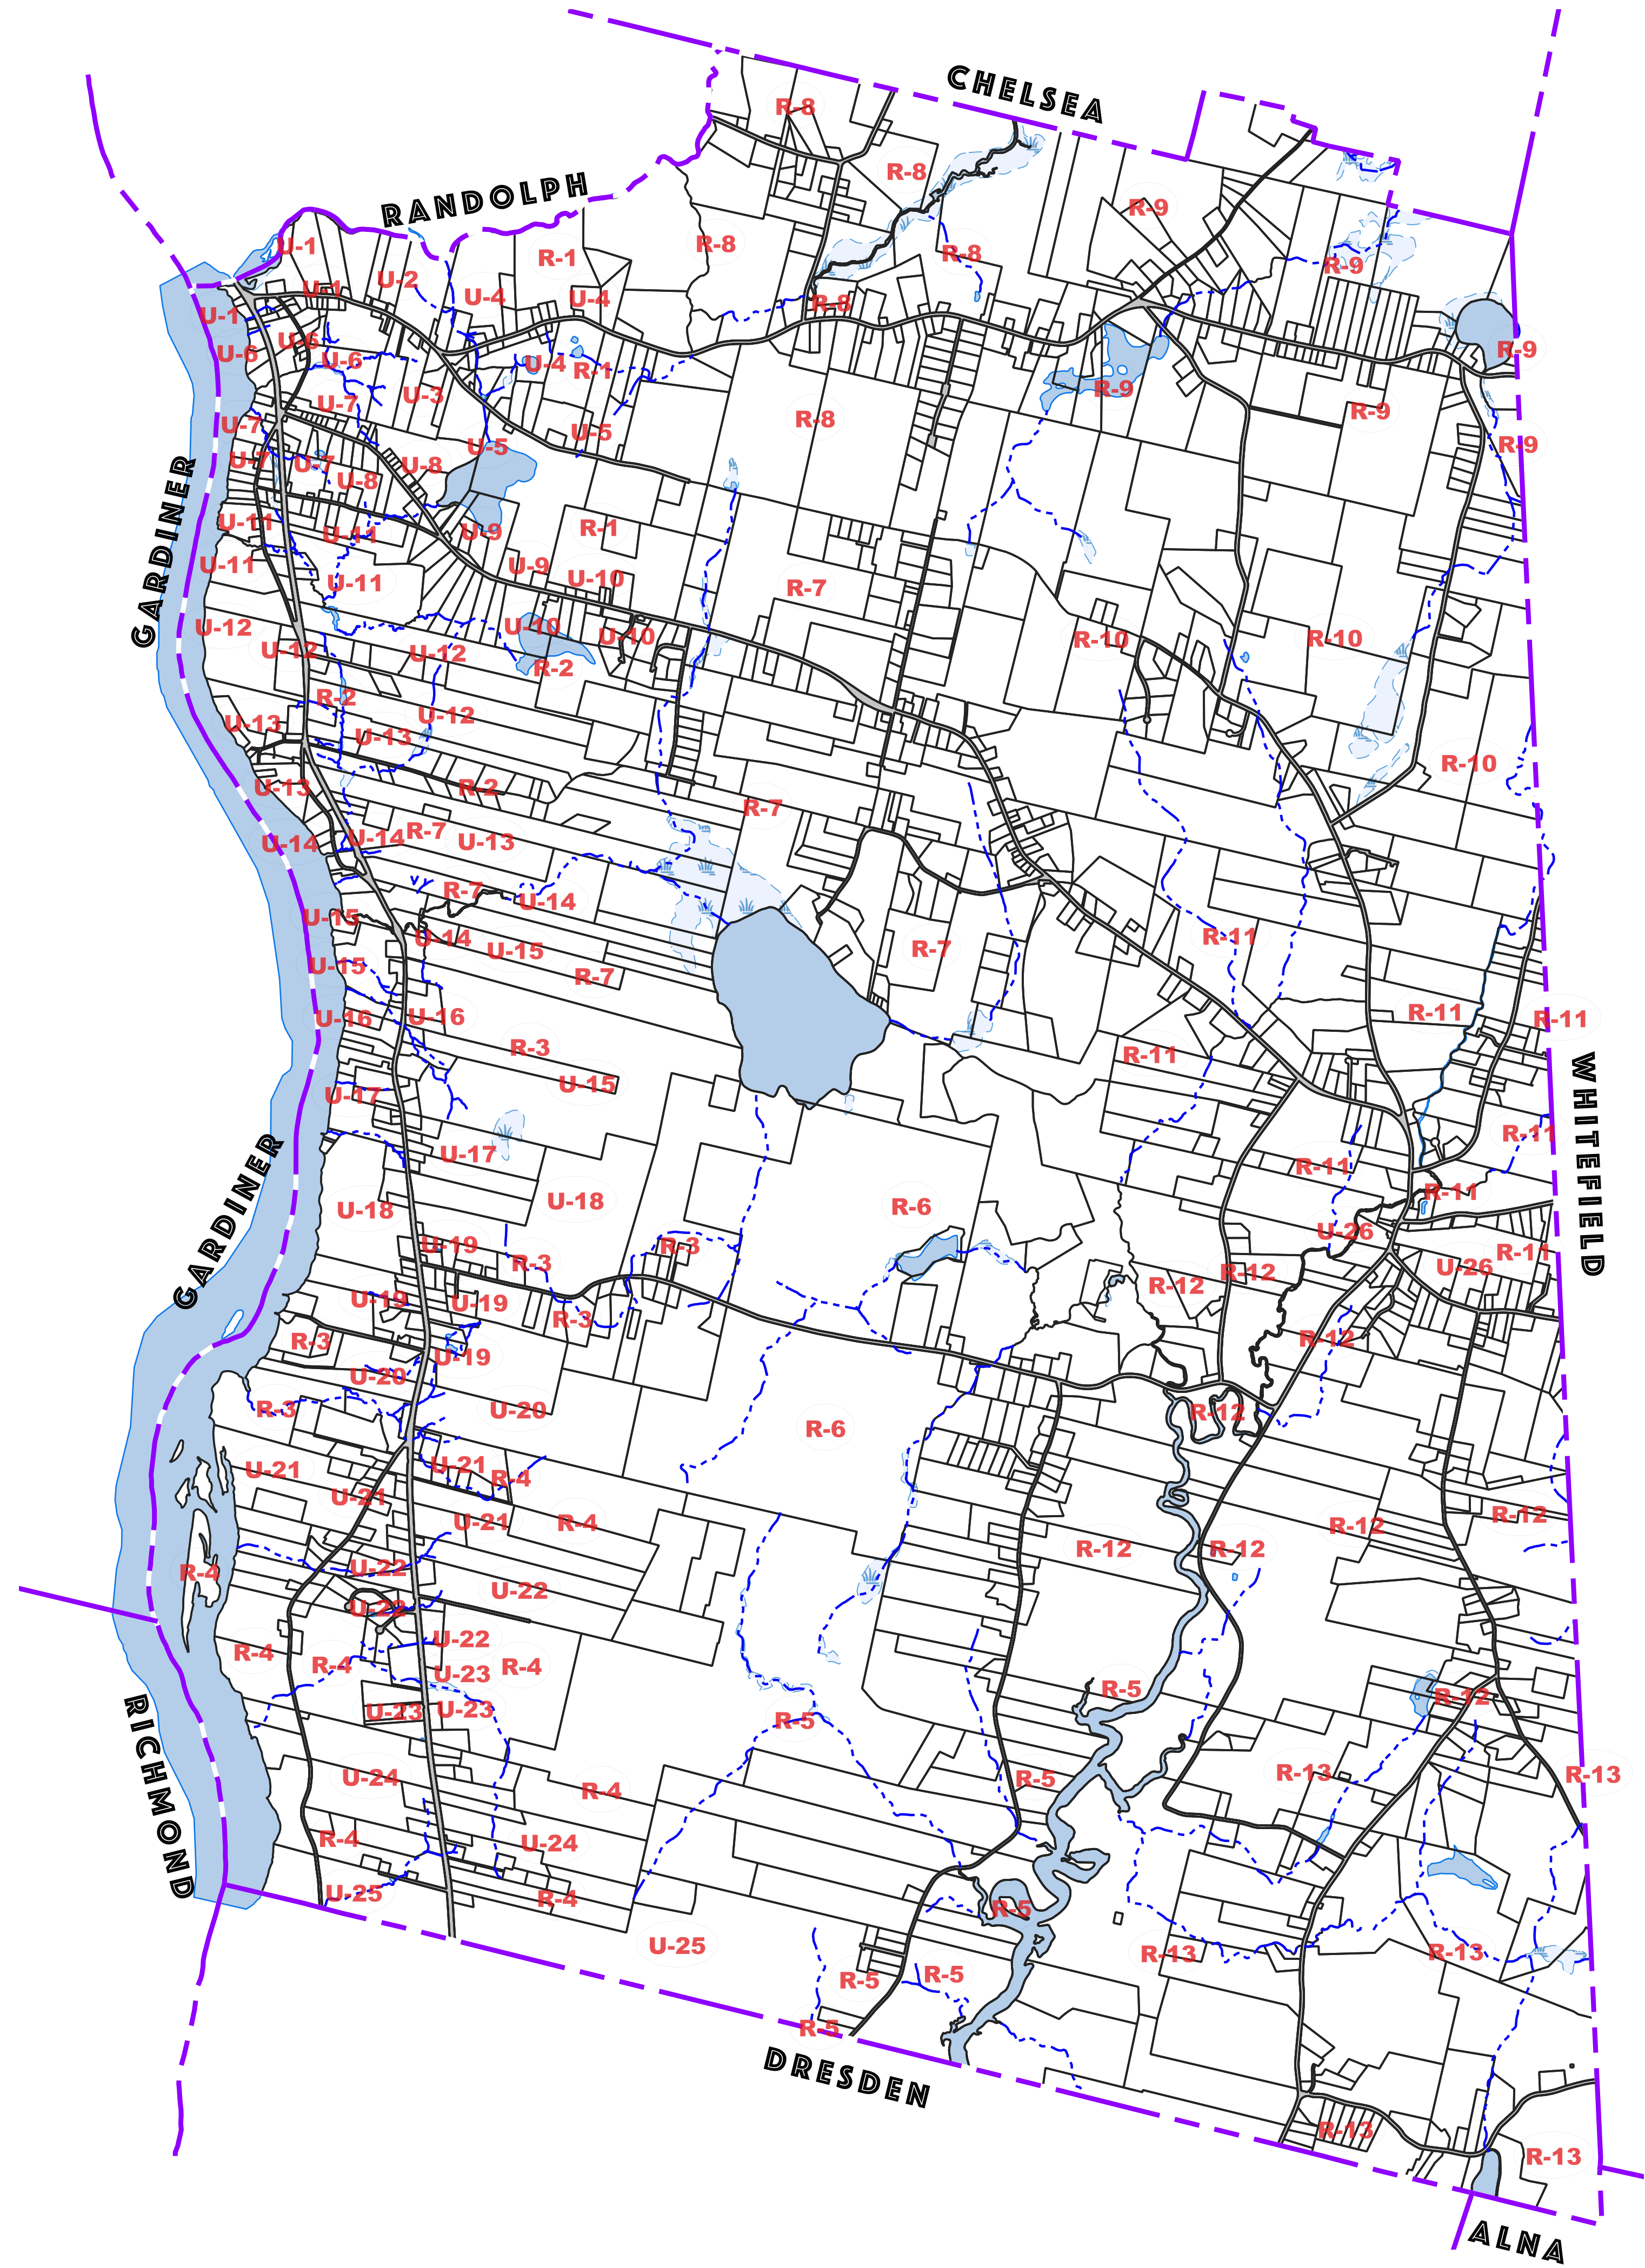 CHELSEA
R-8
R-8
RANDOLPH
R-9
U-1
R-8
R-1
R-8
U-2
R-9
U-1
U-4
U-4
R-8
U-1
U-6
U-6
R-9
U-6
U-4
R-1
R-9
U-3
U-7
R-9
R-8
U-7
U-5
R-9
U-5
U-7
U-7
U-8
U-8
GARDINER
U-11
R-1
U-9
U-11
U-11
U-9
U-10
U-11
R-7
U-12
U-10
U-10
R-10
R-10
U-12
U-12
R-2
R-2
U-12
U-13
U-13
R-10
U-13
R-2
R-7
R-7
U-14
U-13
U-14
R-7
U-14
U-15
U-14
R-11
R-7
U-15
U-15
R-7
R-11
U-16
U-16
R-11
R-3
R-11
U-15
U-17
WHITEFIELD
R-11
U-17
R-11
R-11
U-18
R-6
U-18
GARDINER
U-26
U-19
R-3
R-11
R-3
U-26
R-12
R-12
U-19
U-19
R-3
R-12
R-3
U-19
U-20
R-3
U-20
R-12
R-6
U-21
U-21
R-4
U-21
R-12
U-21
R-4
R-12
R-12
R-12
U-22
R-4
U-22
U-22
U-22
R-4
R-4
U-23
R-4
R-5
R-12
U-23
U-23
R-5
RICHMOND
R-13
R-13
U-24
R-5
R-4
R-4
U-24
U-25
R-4
R-5
U-25
R-13
R-13
R-5
R-5
R-5
DRESDEN
R-13
R-13
ALNA